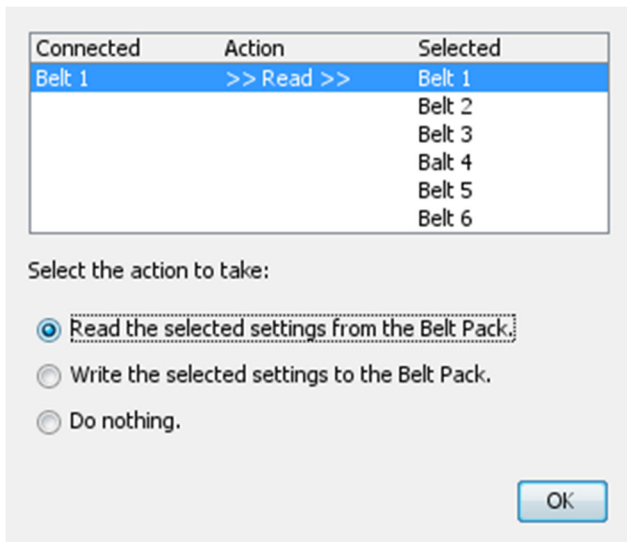 Connected Action Selected
Belt 1 >> Read >> Belt 1
Belt 2
Belt 3
Balt 4
Belt 5
Belt 6
Select the action to take:
Read the selected settings from the Belt Pack.
Write the selected settings to the Belt Pack.
Do nothing.
OK